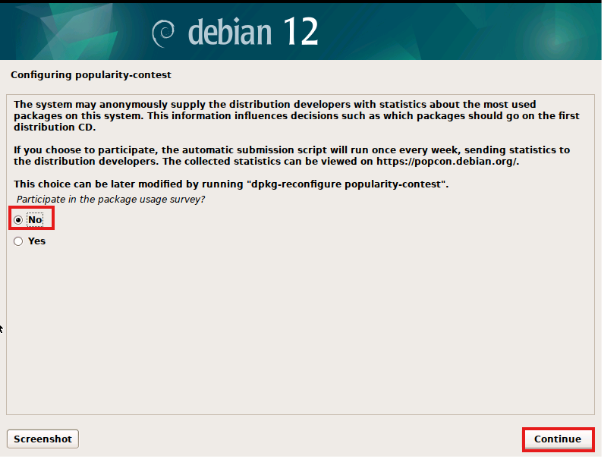 debian 12
Configuring popularity-contest
The system may anonymously supply the distribution developers with statistics about the most used
packages on this system. This information influences decisions such as which packages should go on the first
distribution CD.
If you choose to participate, the automatic submission script will run once every week, sending statistics to
the distribution developers. The collected statistics can be viewed on https://popcon.debian.org/.
This choice can be later modified by running "dpkg-reconfigure popularity-contest".
Participate in the package usage survey?
No
Yes
Screenshot
Continue